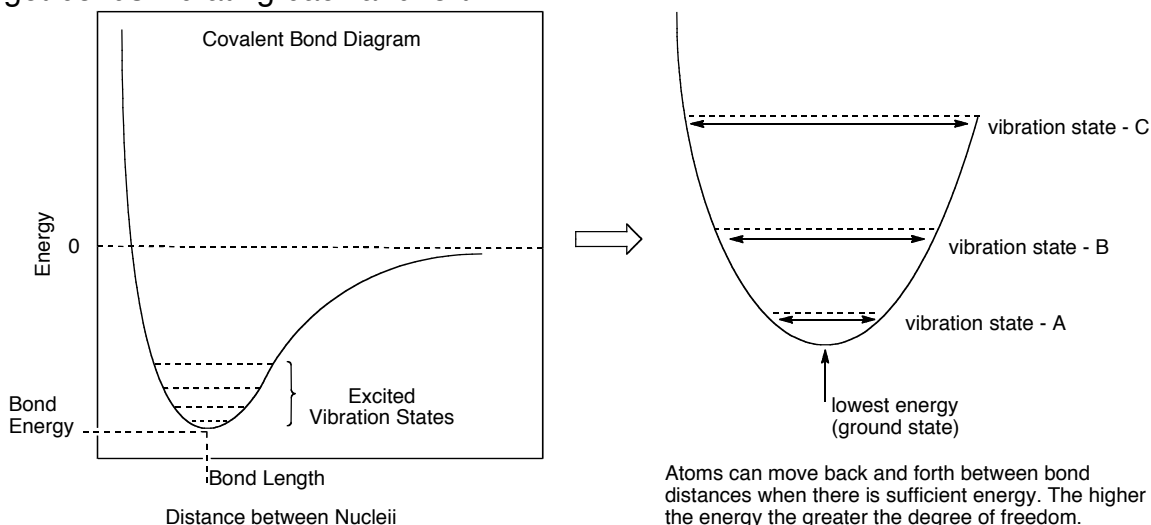 Covalent Bond Diagram
Energy
0
Bond
Energy
Excited
Vibration States
Bond Length
Distance between Nucleii
vibration state - C
vibration state - B
vibration state - A
lowest energy
(ground state)
Atoms can move back and forth between bond
distances when there is sufficient energy. The higher
the energy the greater the degree of freedom.